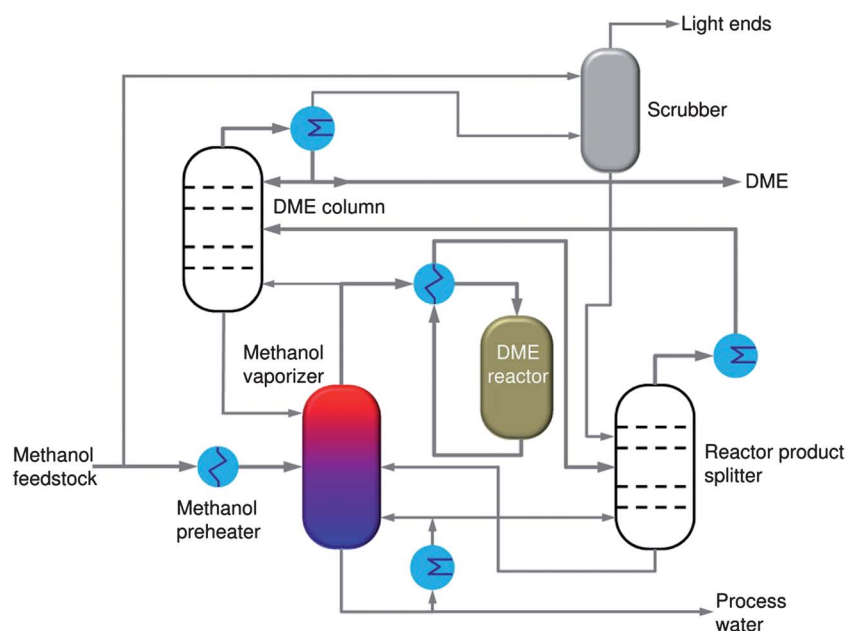 Light ends
Scrubber
DME
DME column
Methanol
vaporizer
DME
reactor
Methanol
feedstock
Methanol
preheater
Reactor product
splitter
Process
water